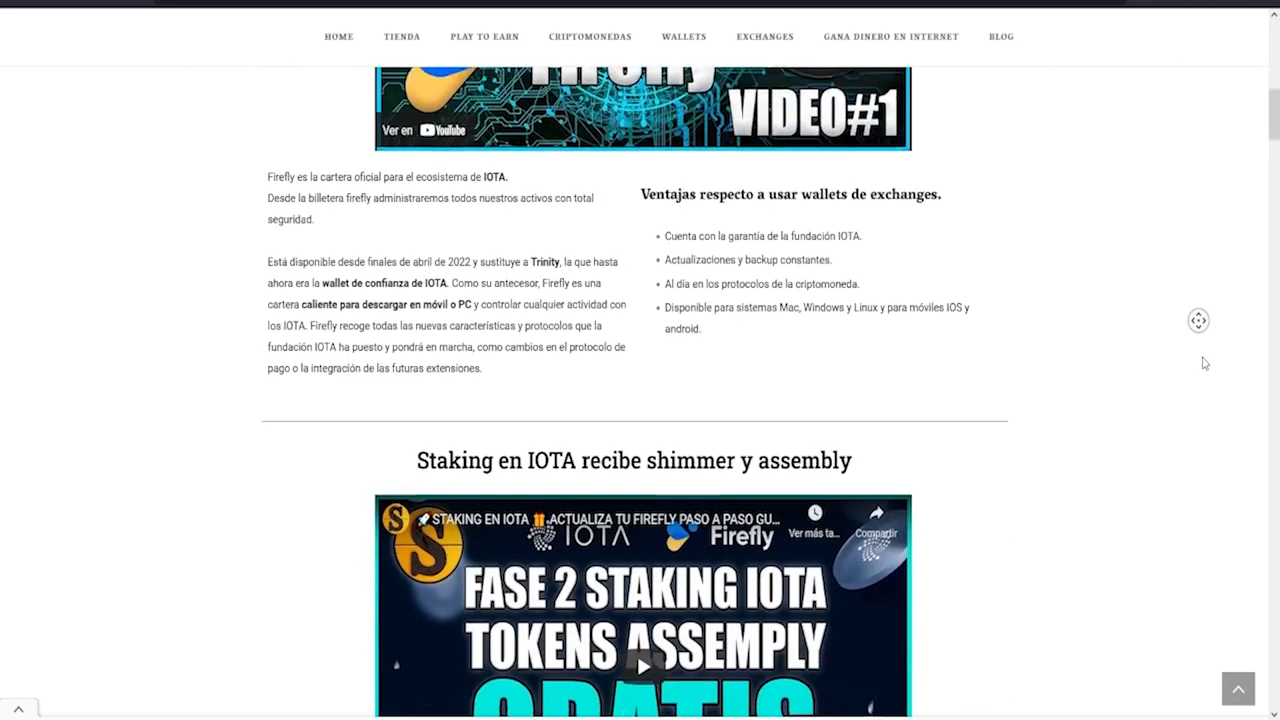 HOME TIENDA PLAY TO EARN CRIPTOMONEDAS WALLETS EXCHANGES GANA DINERO EN INTERNET BLOG
Firefly
VIDEO#1
Ver en YouTube
Firefly es la cartera oficial para el ecosistema de IOTA.
Desde la billetera firefly administraremos todos nuestros activos con total
seguridad.
Está disponible desde finales de abril de 2022 y sustituye a Trinity, la que hasta
ahora era la wallet de confianza de IOTA. Como su antecesor, Firefly es una
cartera caliente para descargar en móvil o PC y controlar cualquier actividad con
los IOTA. Firefly recoge todas las nuevas características y protocolos que la
fundación IOTA ha puesto y pondrá en marcha, como cambios en el protocolo de
pago o la integración de las futuras extensiones.
Ventajas respecto a usar wallets de exchanges.
Cuenta con la garantía de la fundación IOTA.
Actualizaciones y backup constantes.
Al día en los protocolos de la criptomoneda.
Disponible para sistemas Mac, Windows y Linux y para móviles IOS y
android.
Staking en IOTA recibe shimmer y assembly
STAKING EN IOTA 🎁 ACTUALIZA TU FIREFLY PASO A PASO GU...
Ver más ta...
Compartir
IOTA Firefly
FASE 2 STAKING IOTA
TOKENS ASSEMBLY
GRATIS